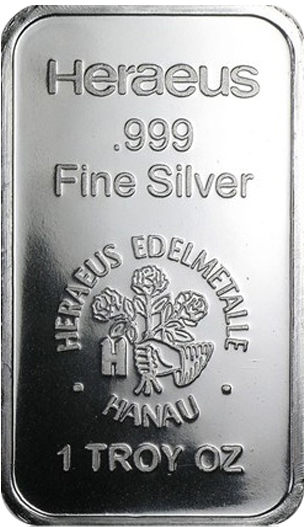 Heraeus
.999
Fine Silver
HERAEUS EDELMETALLE
H
· HANAU ·
1 TROY OZ